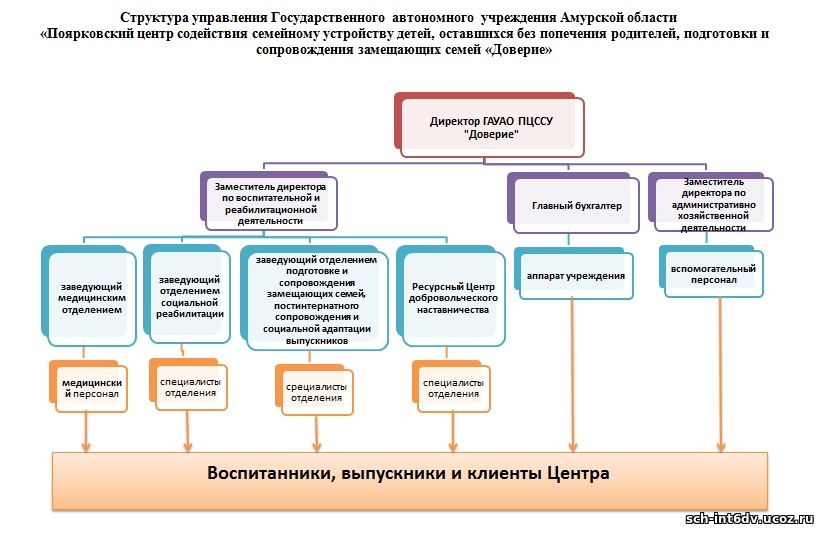 Структура управления Государственного автономного учреждения Амурской области
«Поярковский центр содействия семейному устройству детей, оставшихся без попечения родителей, подготовки и
сопровождения замещающих семей «Доверие»
Директор ГАУАО ПЦССУ
"Доверие"
Заместитель директора
по воспитательной и
реабилитационной
деятельности
Главный бухгалтер
Заместитель
директора по
административно
хозяйственной
деятельности
заведующий
медицинским
отделением
заведующий
отделением
социальной
реабилитации
заведующий отделением
подготовке и
сопровождения
замещающих семей,
постинтернатного
сопровождения и
социальной адаптации
выпускников
Ресурсный Центр
добровольческого
наставничества
аппарат учреждения
вспомогательный
персонал
медицински
й персонал
специалисты
отделения
срециалисты
отделения
специалисты
отделения
Воспитанники, выпускники и клиенты Центра
sch-int6dv.ucoz.ru